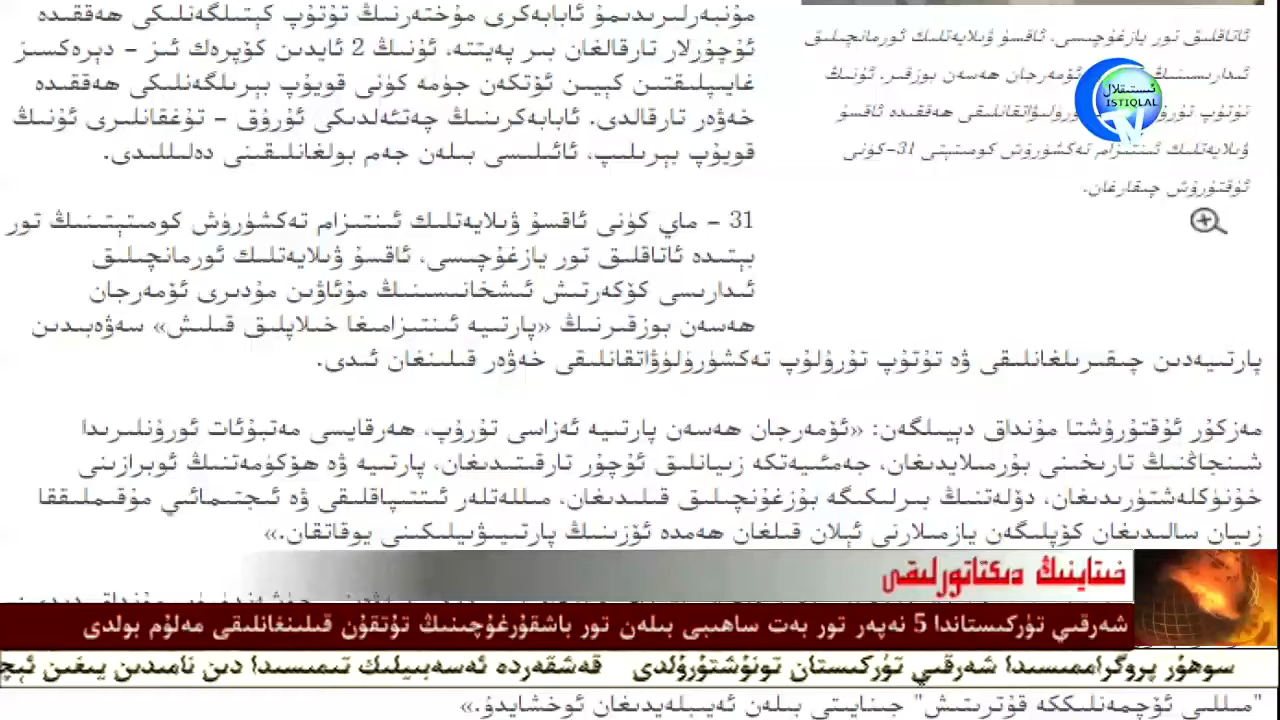 مۇنبەرلىرىدىمۇ ئابابەكرى مۇختەرنىڭ تۇتۇپ كېتىلگەنلىكى ھەققىدە
ئۇچۇرلار تارقالغان بىر پەيتتە، ئۇنىڭ 2 ئايدىن كۆپرەك ئىز - دېرەكسىز
غايىپلىقتىن كېيىن ئۆتكەن جۈمە كۈنى قويۇپ بېرىلگەنلىكى ھەققىدە
خەۋەر تارقالدى. ئابابەكرىنىڭ چەتئەلدىكى ئۇرۇق - تۇغقانلىرى ئۇنىڭ
قويۇپ بېرىلىپ، ئائىلىسى بىلەن جەم بولغانلىقىنى دەلىللىدى.
31 - ماي كۈنى ئاقسۇ ۋىلايەتلىك ئىنتىزام تەكشۈرۈش كومىتېتىنىڭ تور
بېتىدە ئاتاقلىق تور يازغۇچىسى، ئاقسۇ ۋىلايەتلىك ئورمانچىلىق
ئىدارىسى كۆكەرتىش ئىشخانىسىنىڭ مۇئاۋىن مۇدىرى ئۆمەرجان
ھەسەن بوزقىرنىڭ «پارتىيە ئىنتىزامىغا خىلاپلىق قىلىش» سەۋەبىدىن
پارتىيەدىن چىقىرىلغانلىقى ۋە تۇتۇپ تۇرۇلۇپ تەكشۈرۈلۈۋاتقانلىقى خەۋەر قىلىنغان ئىدى.
ئاتاقلىق تور يازغۇچىسى، ئاقسۇ ۋىلايەتلىك ئورمانچىلىق
ئىدارىسىنىڭ ئۆمەرجان ھەسەن بوزقىر. ئۇنىڭ
تۇتۇپ تۇرۇلۇۋاتقانلىقى ھەققىدە ئاقسۇ
ۋىلايەتلىك ئىنتىزام تەكشۈرۈش كومىتېتى 31-كۈنى
ئۇقتۇرۇش چىقارغان.
ئىستىقلال
ISTIQLAL
TV
مەزكۇر ئۇقتۇرۇشتا مۇنداق دېيىلگەن: «ئۆمەرجان ھەسەن پارتىيە ئەزاسى تۇرۇپ، ھەرقايسى مەتبۇئات ئورۇنلىرىدا
شىنجاڭنىڭ تارىخىنى بۇرمىلايدىغان، جەمئىيەتكە زىيانلىق ئۇچۇر تارقىتىدىغان، پارتىيە ۋە ھۆكۈمەتنىڭ ئوبرازىنى
خۇنۈكلەشتۈرىدىغان، دۆلەتنىڭ بىرلىكىگە بۇزغۇنچىلىق قىلىدىغان، مىللەتلەر ئىتتىپاقلىقى ۋە ئىجتىمائىي مۇقىملىققا
زىيان سالىدىغان كۆپلىگەن يازمىلارنى ئېلان قىلغان ھەمدە ئۆزىنىڭ پارتىيىۋىيلىكىنى يوقاتقان.»
خىتاينىڭ دىكتاتورلىقى
شەرقىي تۈركىستاندا 5 نەپەر تور بەت ساھىبى بىلەن تور باشقۇرغۇچىنىڭ تۇتقۇن قىلىنغانلىقى مەلۇم بولدى
سوھۇر پروگراممىسىدا شەرقىي تۈركىستان تونۇشتۇرۇلدى قەشقەردە ئەسەبىيلىك تېمىسىدا دىن نامىدىن يىغىن ئېچ
"مىللىي ئۆچمەنلىككە قۇترىتىش" جىنايىتى بىلەن ئەيىبلەيدىغان ئوخشايدۇ.»